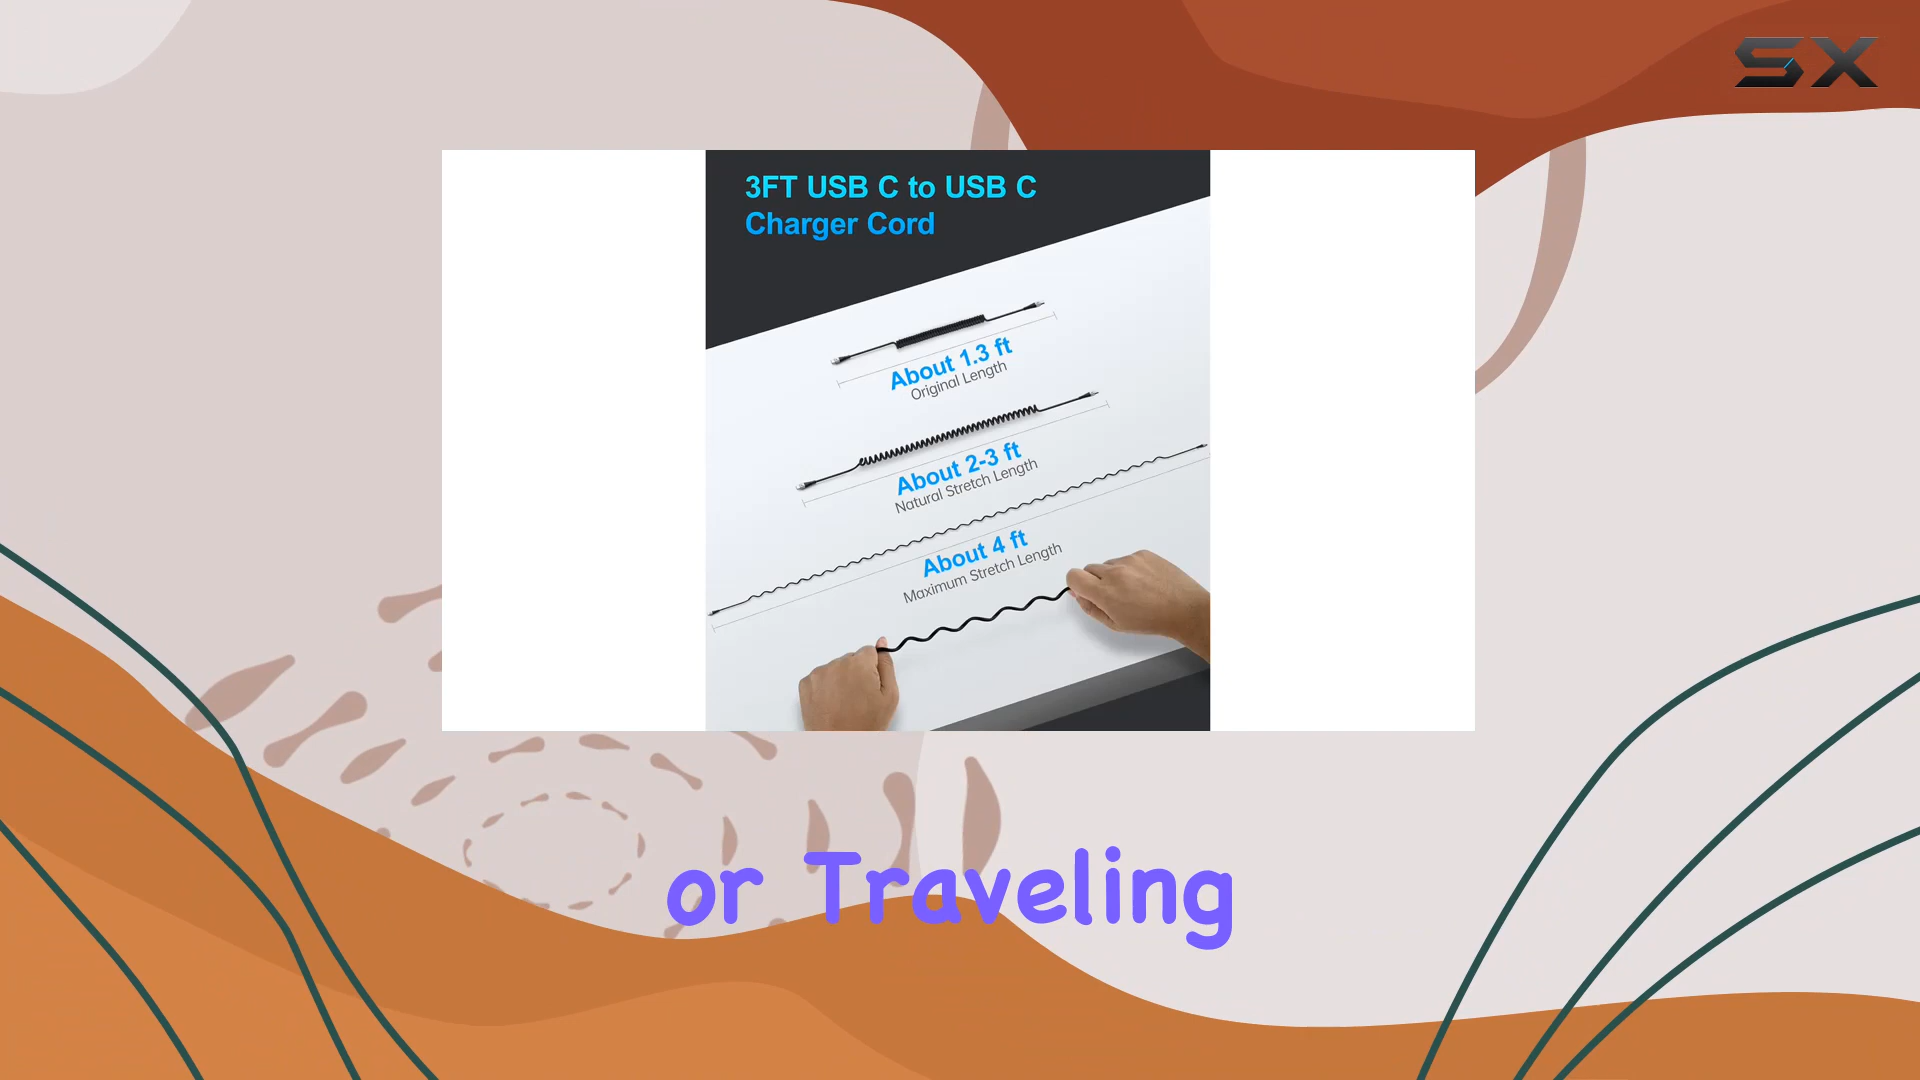 SX
3FT USB C to USB C
Charger Cord
About 1.3 ft
Original Length
About 2-3 ft
Natural Stretch Length
About 4 ft
Maximum Stretch Length
or Traveling